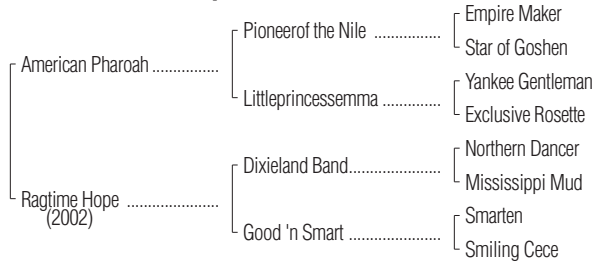 Empire Maker
Pioneerof the Nile ................
Star of Goshen
American Pharoah ................
Yankee Gentleman
Littleprincessemma ..............
Exclusive Rosette
Northern Dancer
Dixieland Band......................
Mississippi Mud
Ragtime Hope ......................
(2002)
Smarten
Good 'n Smart ......................
Smiling Cece